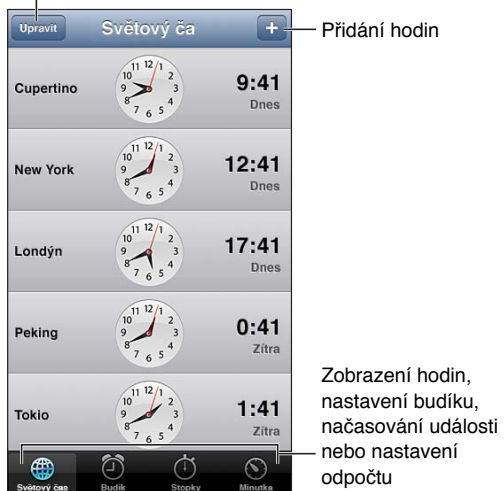 Upravit Světový ča +
Přidání hodin
Cupertino 9:41
Dnes
New York 12:41
Dnes
Londýn 17:41
Dnes
Peking 0:41
Zítra
Tokio 1:41
Zítra
Zobrazení hodin,
nastavení budíku,
načasování události
nebo nastavení
odpočtu
Světový čas Budík Stopky Minutka